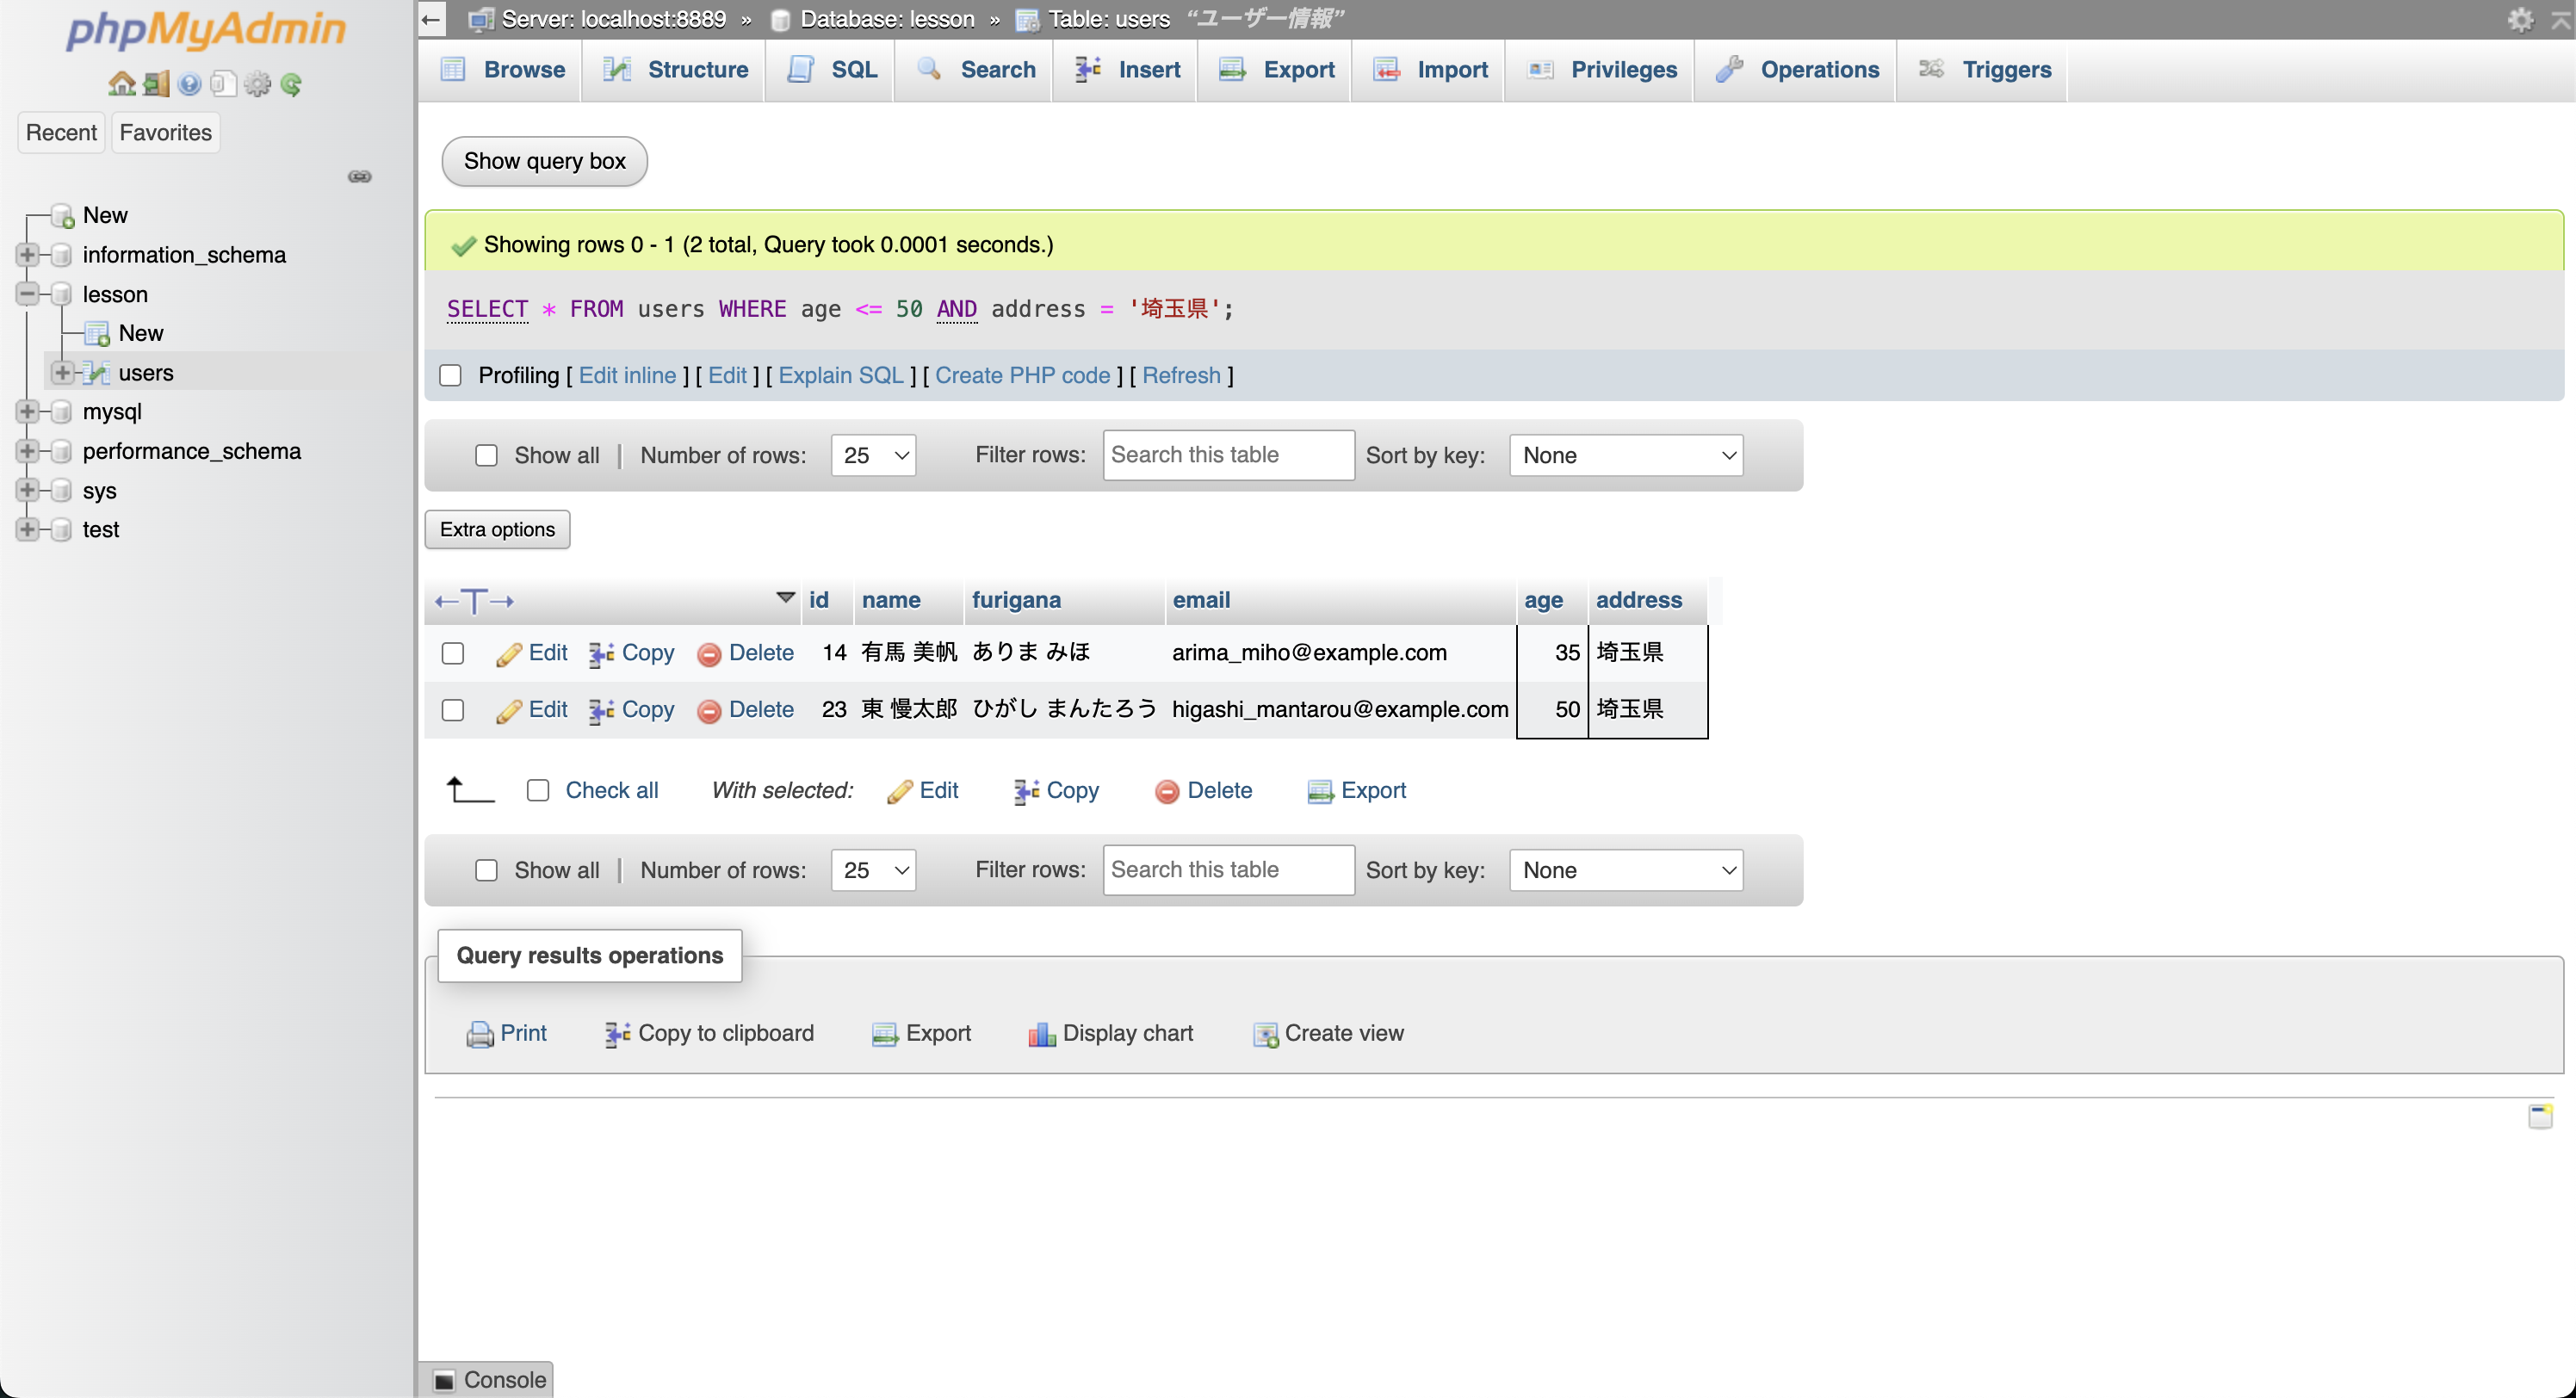 phpMyAdmin
Recent Favorites
New
information_schema
lesson
New
users
mysql
performance_schema
sys
test
Server: localhost:8889 » Database: lesson » Table: users “ユーザー情報”
Browse Structure SQL Search Insert Export Import Privileges Operations Triggers
Show query box
Showing rows 0 - 1 (2 total, Query took 0.0001 seconds.)
SELECT * FROM users WHERE age <= 50 AND address = '埼玉県';
Profiling [ Edit inline ] [ Edit ] [ Explain SQL ] [ Create PHP code ] [ Refresh ]
Show all | Number of rows: 25 Filter rows: Search this table Sort by key: None
Extra options
←T→ id name furigana email age address
Edit Copy Delete 14 有馬 美帆 ありま みほ arima_miho@example.com 35 埼玉県
Edit Copy Delete 23 東 慢太郎 ひがし まんたろう higashi_mantarou@example.com 50 埼玉県
Check all With selected: Edit Copy Delete Export
Show all | Number of rows: 25 Filter rows: Search this table Sort by key: None
Query results operations
Print Copy to clipboard Export Display chart Create view
Console